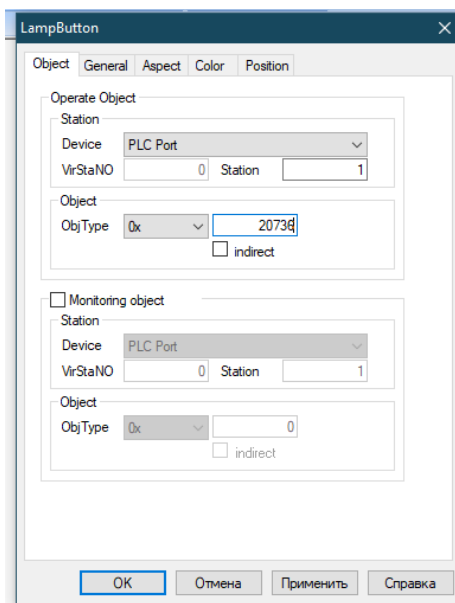 LampButton
Object General Aspect Color Position
Operate Object
Station
Device PLC Port
VirStaNO 0 Station 1
Object
ObjType 0x 20736
indirect
Monitoring object
Station
Device PLC Port
VirStaNO 0 Station 1
Object
ObjType 0x 0
indirect
OK Отмена Применить Справка